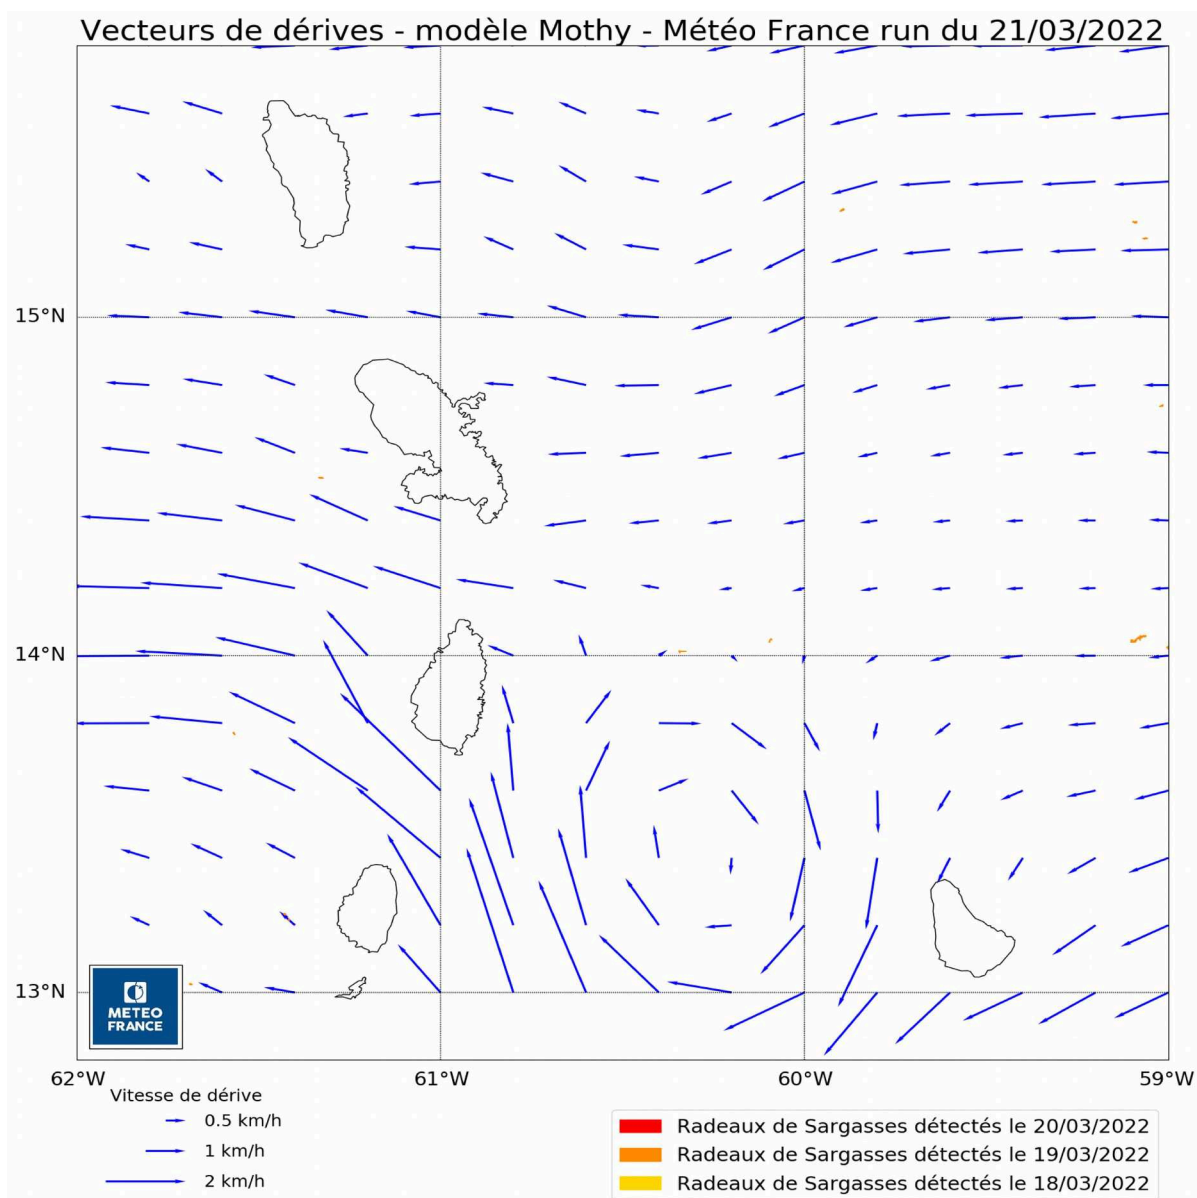 Vecteurs de dérives - modèle Mothy - Météo France run du 21/03/2022
15°N
14°N
13°N
METEO
FRANCE
62°W 61°W 60°W 59°W
Vitesse de dérive
0.5 km/h
1 km/h
2 km/h
Radeaux de Sargasses détectés le 20/03/2022
Radeaux de Sargasses détectés le 19/03/2022
Radeaux de Sargasses détectés le 18/03/2022